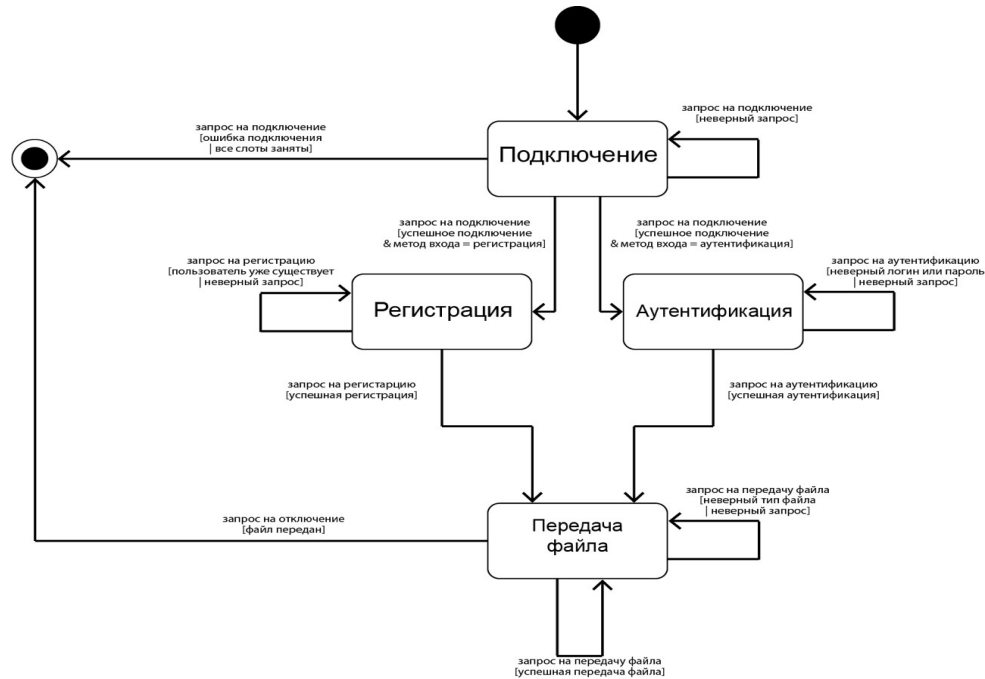 запрос на подключение
[неверный запрос]
запрос на подключение
[ошибка подключения
| все слоты заняты]
Подключение
запрос на подключение
[успешное подключение
& метод входа = регистрация]
запрос на подключение
[успешное подключение
& метод входа = аутентификация]
запрос на регистрацию
[пользователь уже существует
| неверный запрос]
запрос на аутентификацию
[неверный логин или пароль
| неверный запрос]
Регистрация
Аутентификация
запрос на регистарцию
[успешная регистрация]
запрос на аутентификацию
[успешная аутентификация]
запрос на передачу файла
[неверный тип файла
| неверный запрос]
запрос на отключение
[файл передан]
Передача
файла
запрос на передачу файла
[успешная передача файла]